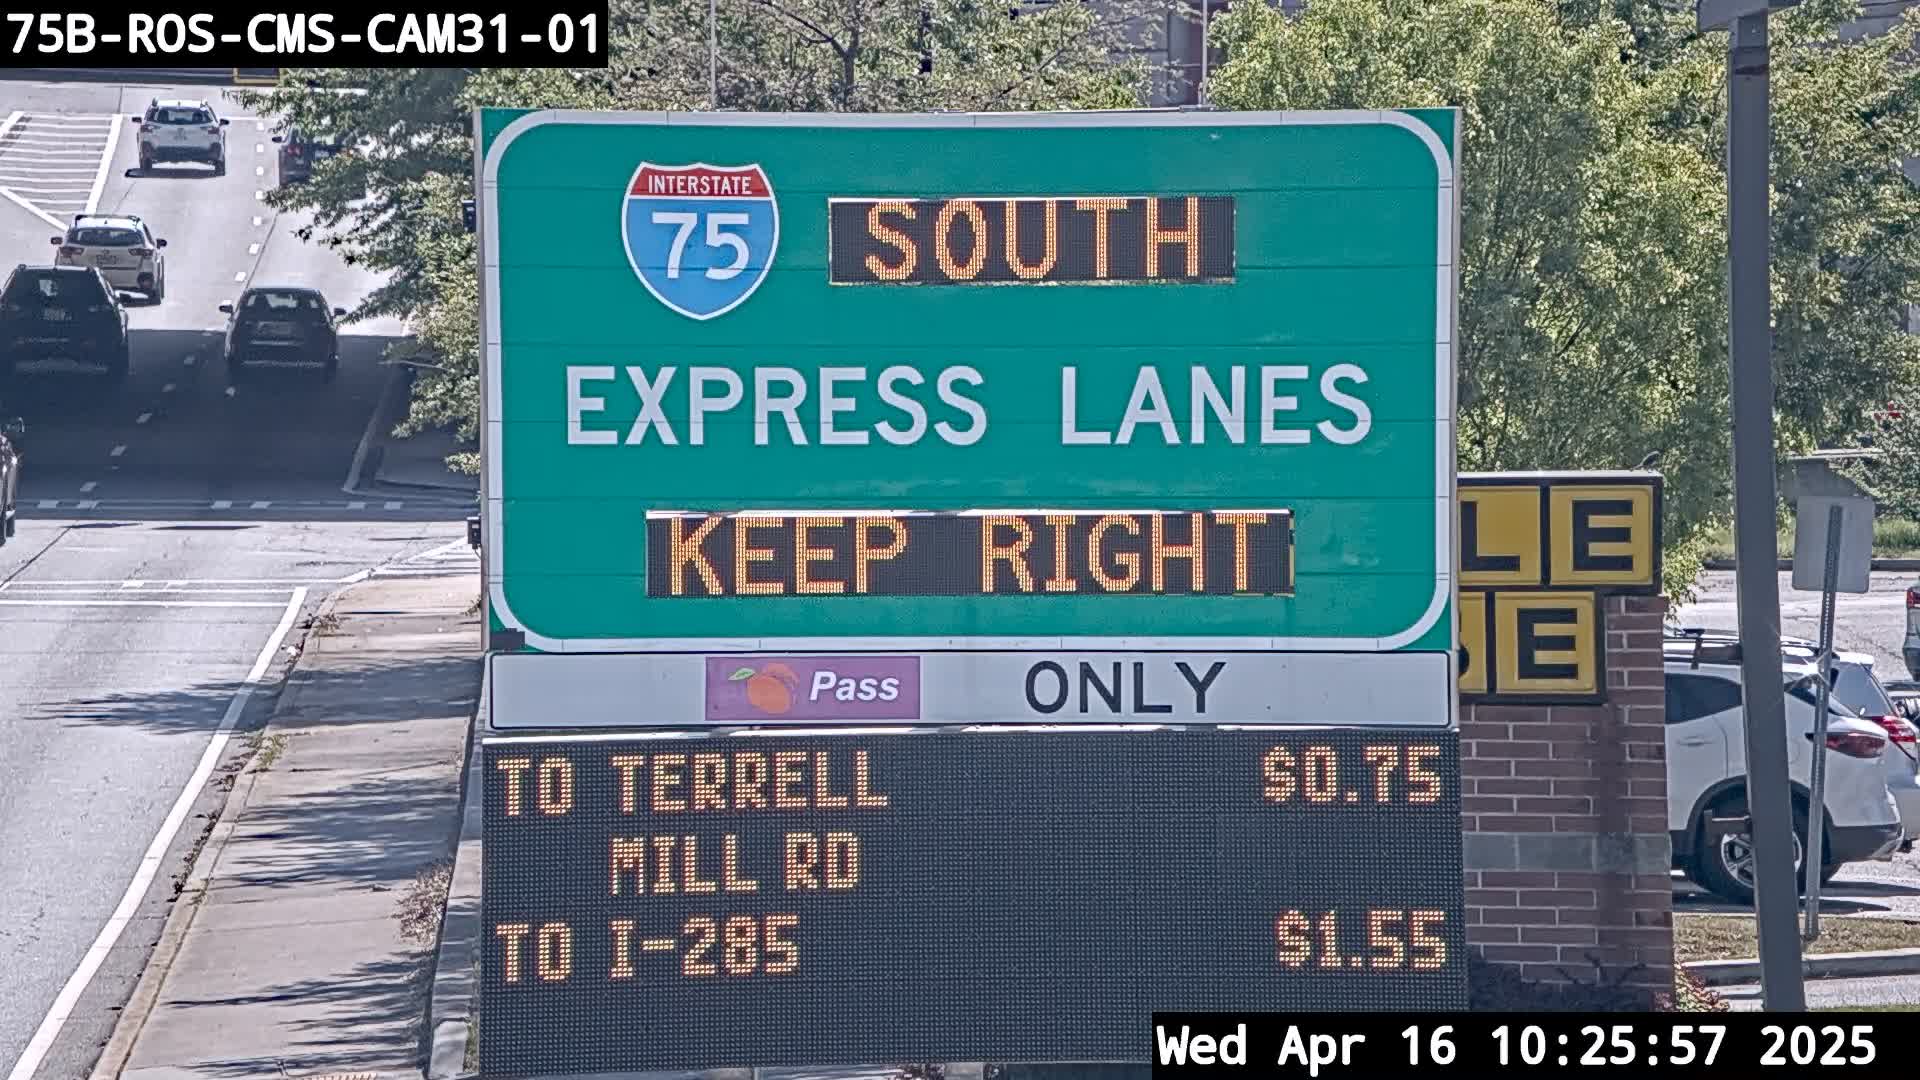 75B-ROS-CMS-CAM31-01
INTERSTATE
75
SOUTH
EXPRESS LANES
KEEP RIGHT
LE
E
Pass ONLY
TO TERRELL $0.75
MILL RD
TO I-285 $1.55
Wed Apr 16 10:25:57 2025